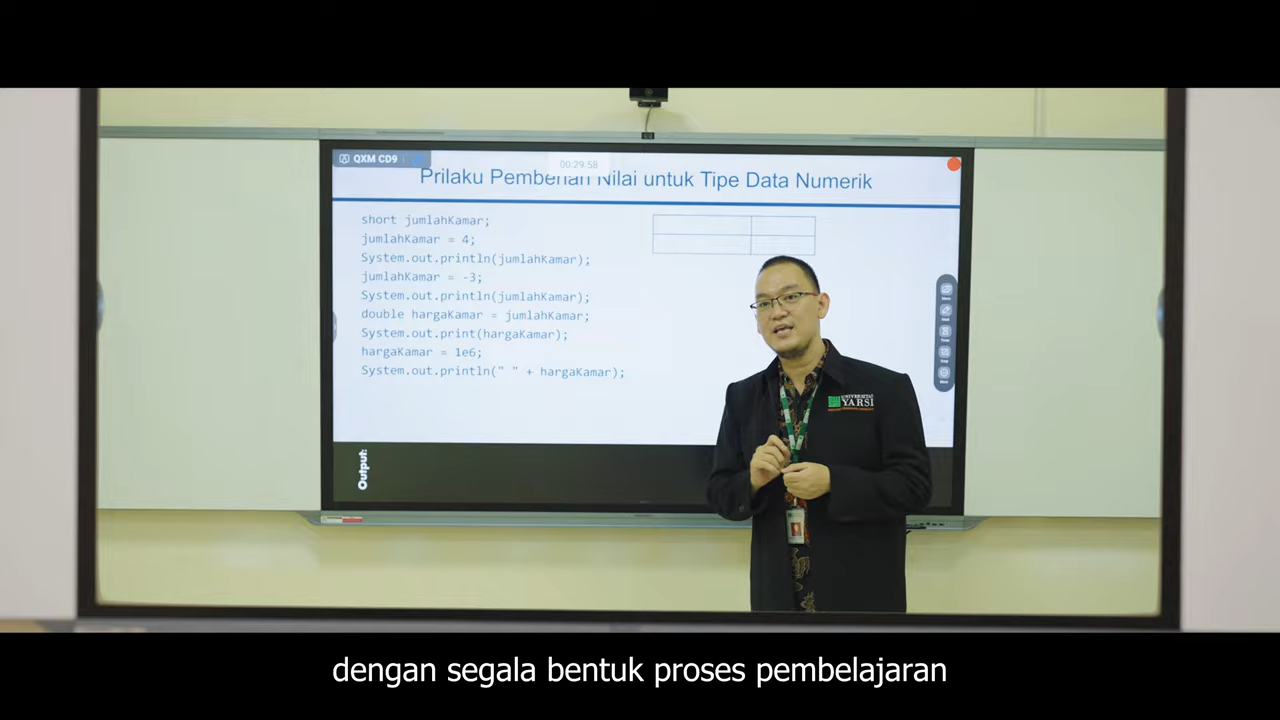 QXM CD9
00:29.58
Prilaku Pemberian Nilai untuk Tipe Data Numerik
short jumlahKamar;
jumlahKamar = 4;
System.out.println(jumlahKamar);
jumlahKamar = -3;
System.out.println(jumlahKamar);
double hargaKamar = jumlahKamar;
System.out.print(hargaKamar);
hargaKamar = 1e6;
System.out.println(" " + hargaKamar);
Output:
UNIVERSITAS
YARSI
dengan segala bentuk proses pembelajaran